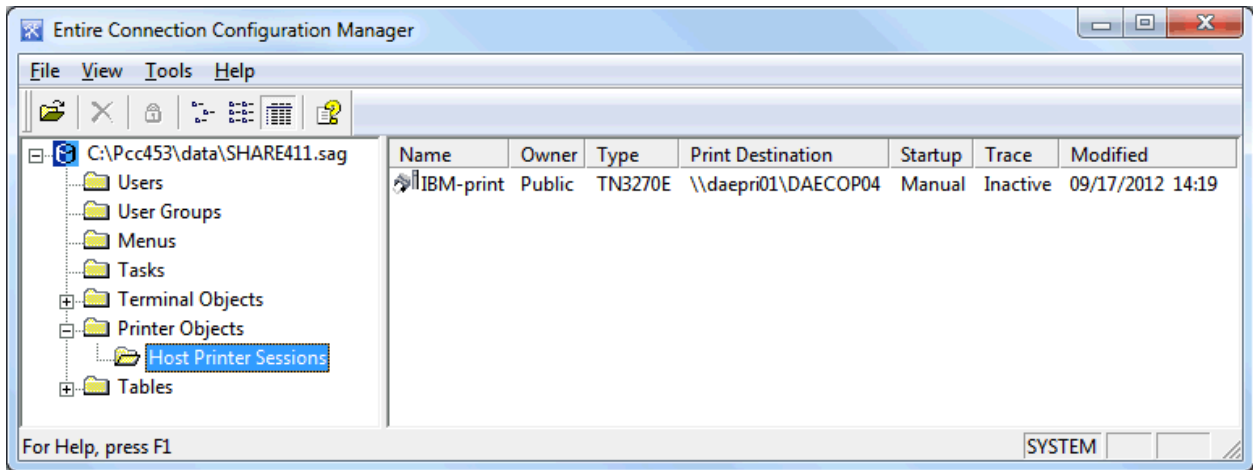 Entire Connection Configuration Manager
File View Tools Help
C:\Pcc453\data\SHARE411.sag
Users
User Groups
Menus
Tasks
Terminal Objects
Printer Objects
Host Printer Sessions
Tables
Name Owner Type Print Destination Startup Trace Modified
IBM-print Public TN3270E \\daepri01\DAECOP04 Manual Inactive 09/17/2012 14:19
For Help, press F1 SYSTEM